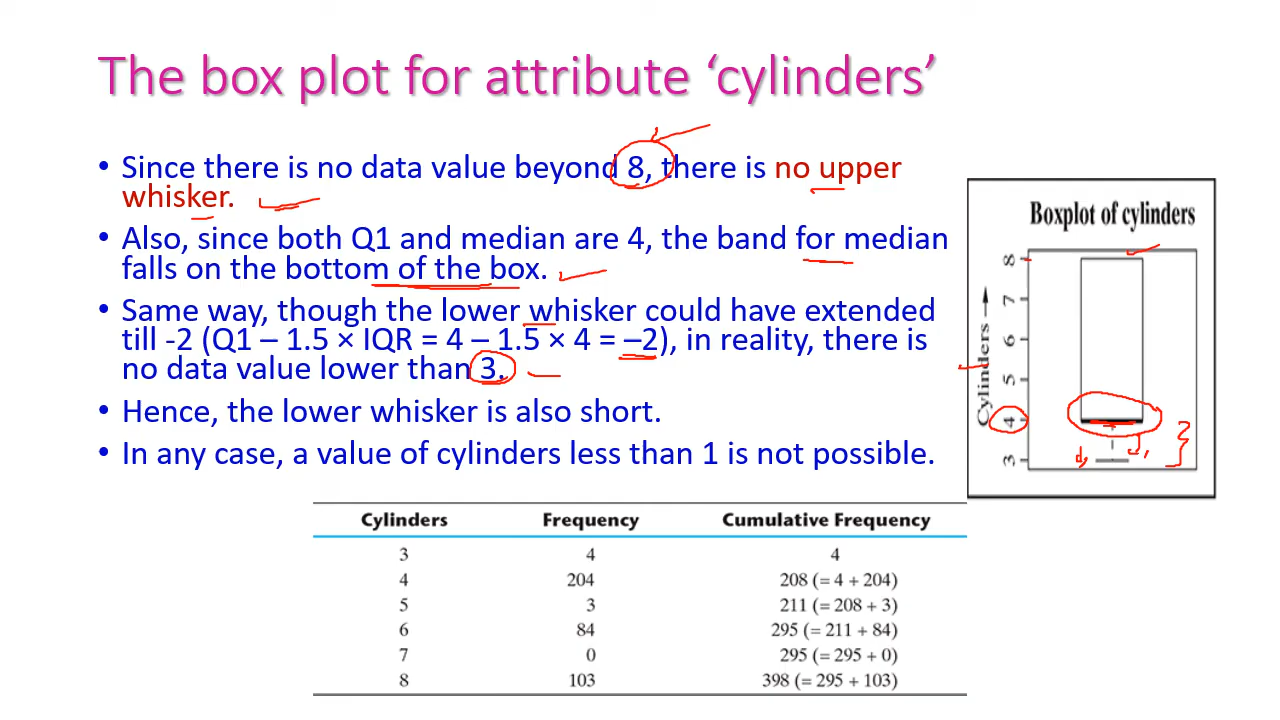 The box plot for attribute ‘cylinders’
• Since there is no data value beyond 8, there is no upper
whisker.
• Also, since both Q1 and median are 4, the band for median
falls on the bottom of the box.
• Same way, though the lower whisker could have extended
till -2 (Q1 – 1.5 × IQR = 4 – 1.5 × 4 = –2), in reality, there is
no data value lower than 3.
• Hence, the lower whisker is also short.
• In any case, a value of cylinders less than 1 is not possible.
Boxplot of cylinders
Cylinders
8
7
6
5
4
3
Cylinders Frequency Cumulative Frequency
3 4 4
4 204 208 (= 4 + 204)
5 3 211 (= 208 + 3)
6 84 295 (= 211 + 84)
7 0 295 (= 295 + 0)
8 103 398 (= 295 + 103)